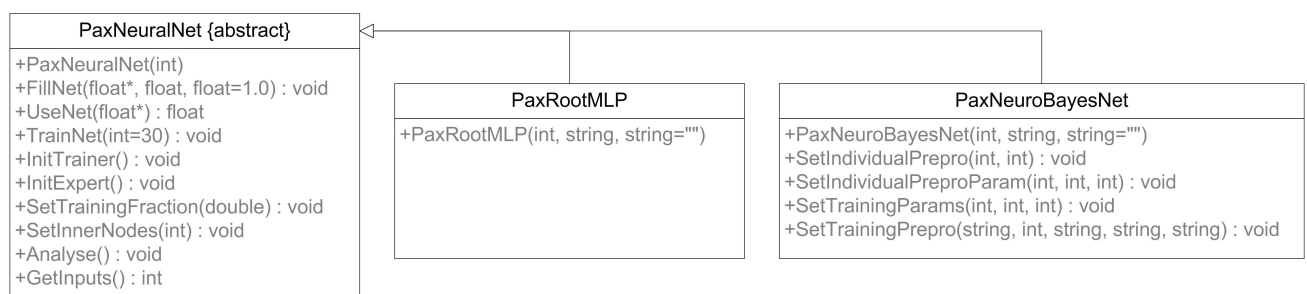 PaxNeuralNet {abstract}
+PaxNeuralNet(int)
+FillNet(float*, float, float=1.0) : void
+UseNet(float*) : float
+TrainNet(int=30) : void
+InitTrainer() : void
+InitExpert() : void
+SetTrainingFraction(double) : void
+SetInnerNodes(int) : void
+Analyse() : void
+GetInputs() : int
PaxRootMLP
+PaxRootMLP(int, string, string="")
PaxNeuroBayesNet
+PaxNeuroBayesNet(int, string, string="")
+SetIndividualPrepro(int, int) : void
+SetIndividualPreproParam(int, int, int) : void
+SetTrainingParams(int, int, int) : void
+SetTrainingPrepro(string, int, string, string, string) : void